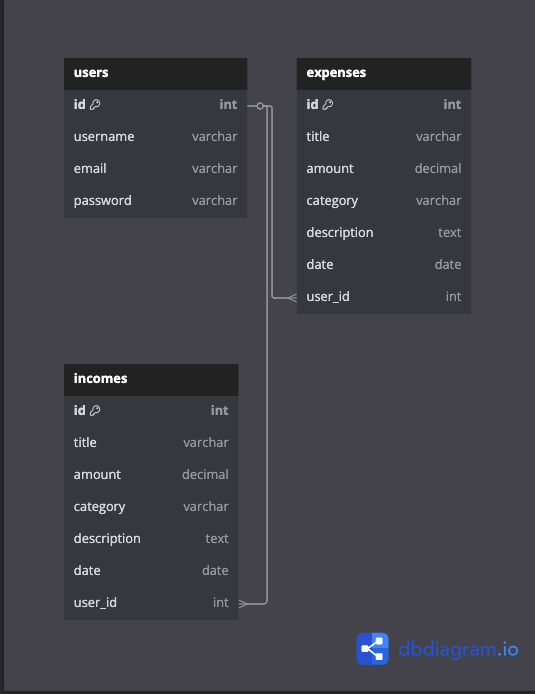 users
id int
username varchar
email varchar
password varchar
expenses
id int
title varchar
amount decimal
category varchar
description text
date date
user_id int
incomes
id int
title varchar
amount decimal
category varchar
description text
date date
user_id int
dbdiagram.io